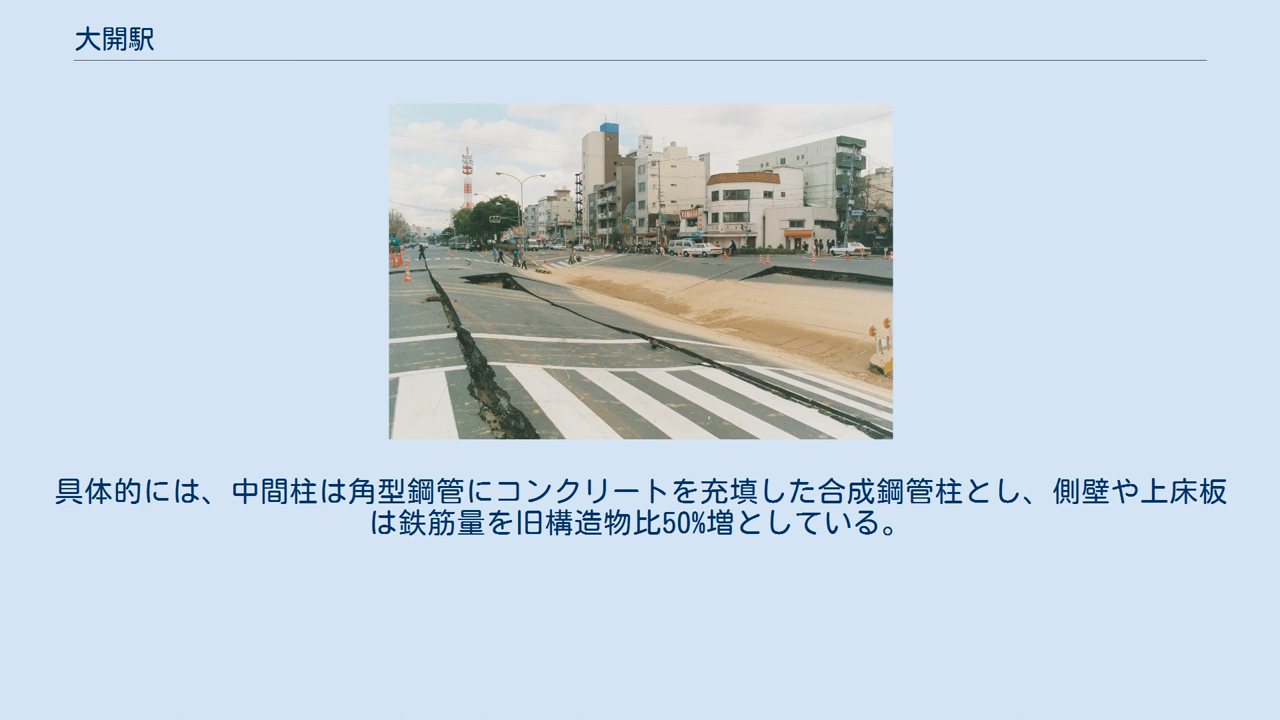 大開駅
具体的には、中間柱は角型鋼管にコンクリートを充填した合成鋼管柱とし、側壁や上床板
は鉄筋量を旧構造物比50%増としている。